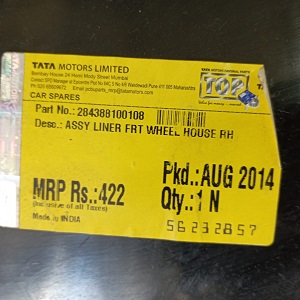 TATA MOTORS LIMITED
Bombay House 24 Homi Mody Street Mumbai
CAR SPARES
TOP
Part No.:284388100108
Desc.: ASSY LINER FRT WHEEL HOUSE RH
Pkd.:AUG 2014
MRP Rs.:422
Qty.:1 N
(Inclusive of all Taxes)
Made in INDIA
56232857